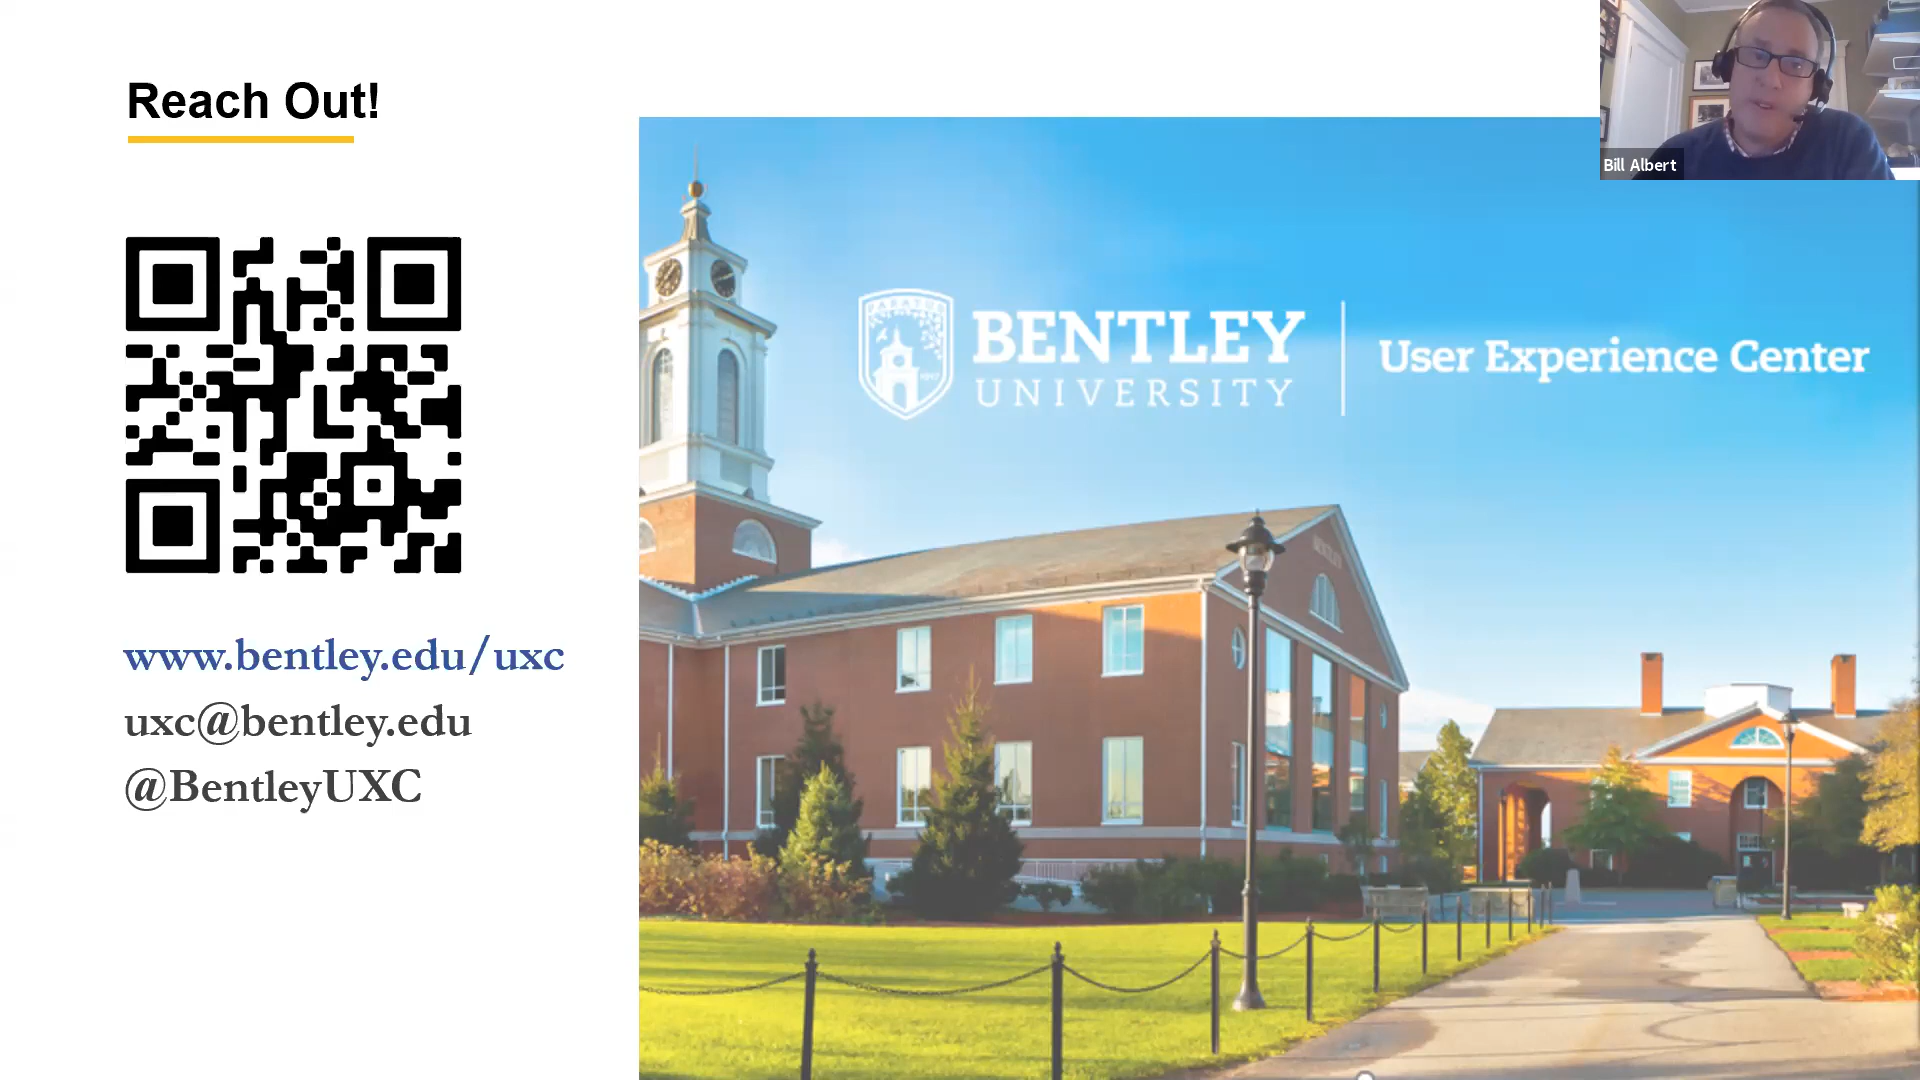 Reach Out!
BENTLEY
UNIVERSITY
User Experience Center
www.bentley.edu/uxc
uxc@bentley.edu
@BentleyUXC
Bill Albert